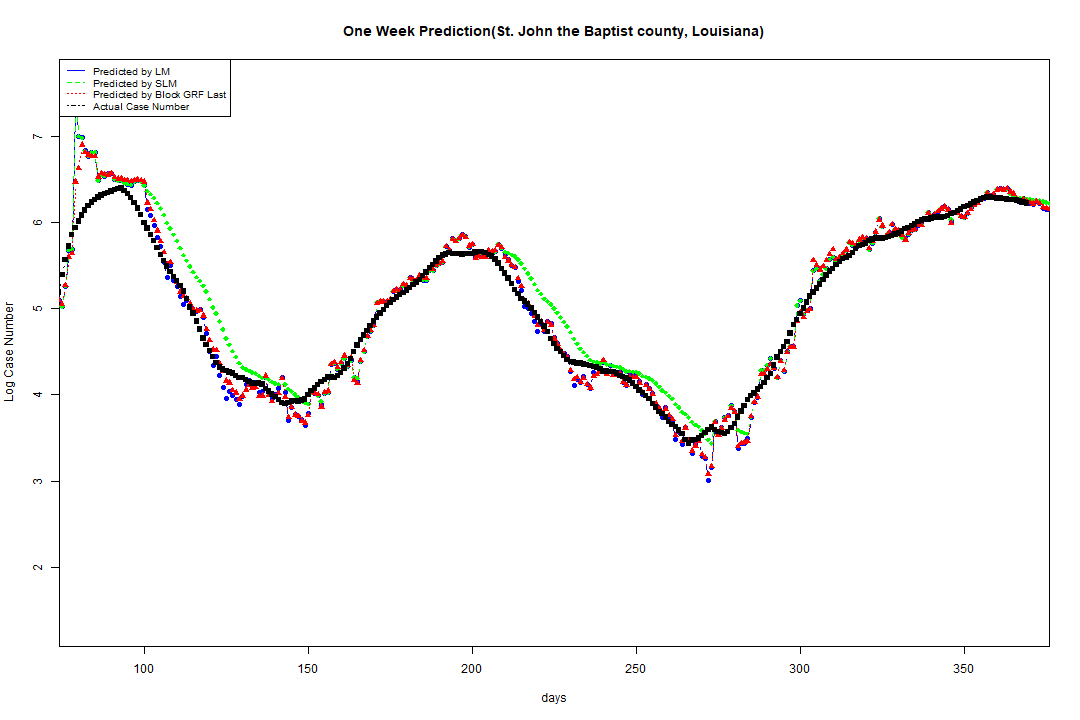 One Week Prediction(St. John the Baptist county, Louisiana)
Predicted by LM
Predicted by SLM
Predicted by Block GRF Last
Actual Case Number
7
6
5
4
3
2
Log Case Number
100 150 200 250 300 350
days